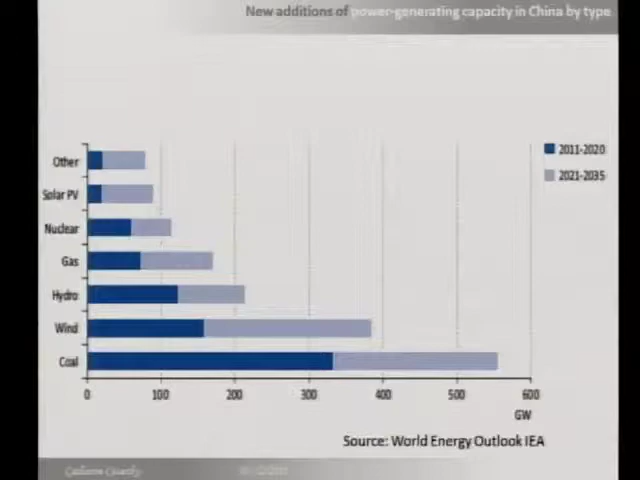 New additions of power-generating capacity in China by type
2011-2020
2021-2035
Other
Solar PV
Nuclear
Gas
Hydro
Wind
Coal
0 100 200 300 400 500 600
GW
Source: World Energy Outlook IEA